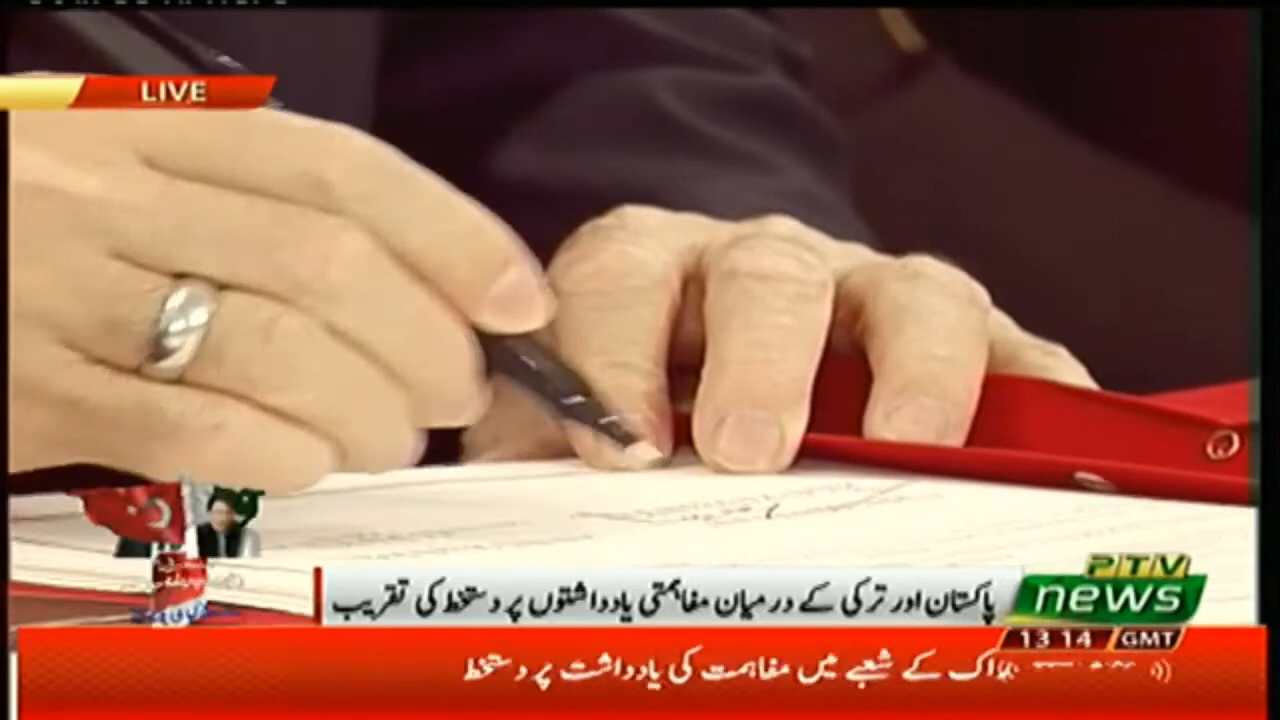 LIVE
پاکستان اور ترکی کے درمیان مفاہمتی یادداشتوں پر دستخط کی تقریب
PTV
news
13 14 GMT
ڈاک کے شعبے میں مفاہمت کی یادداشت پر دستخط